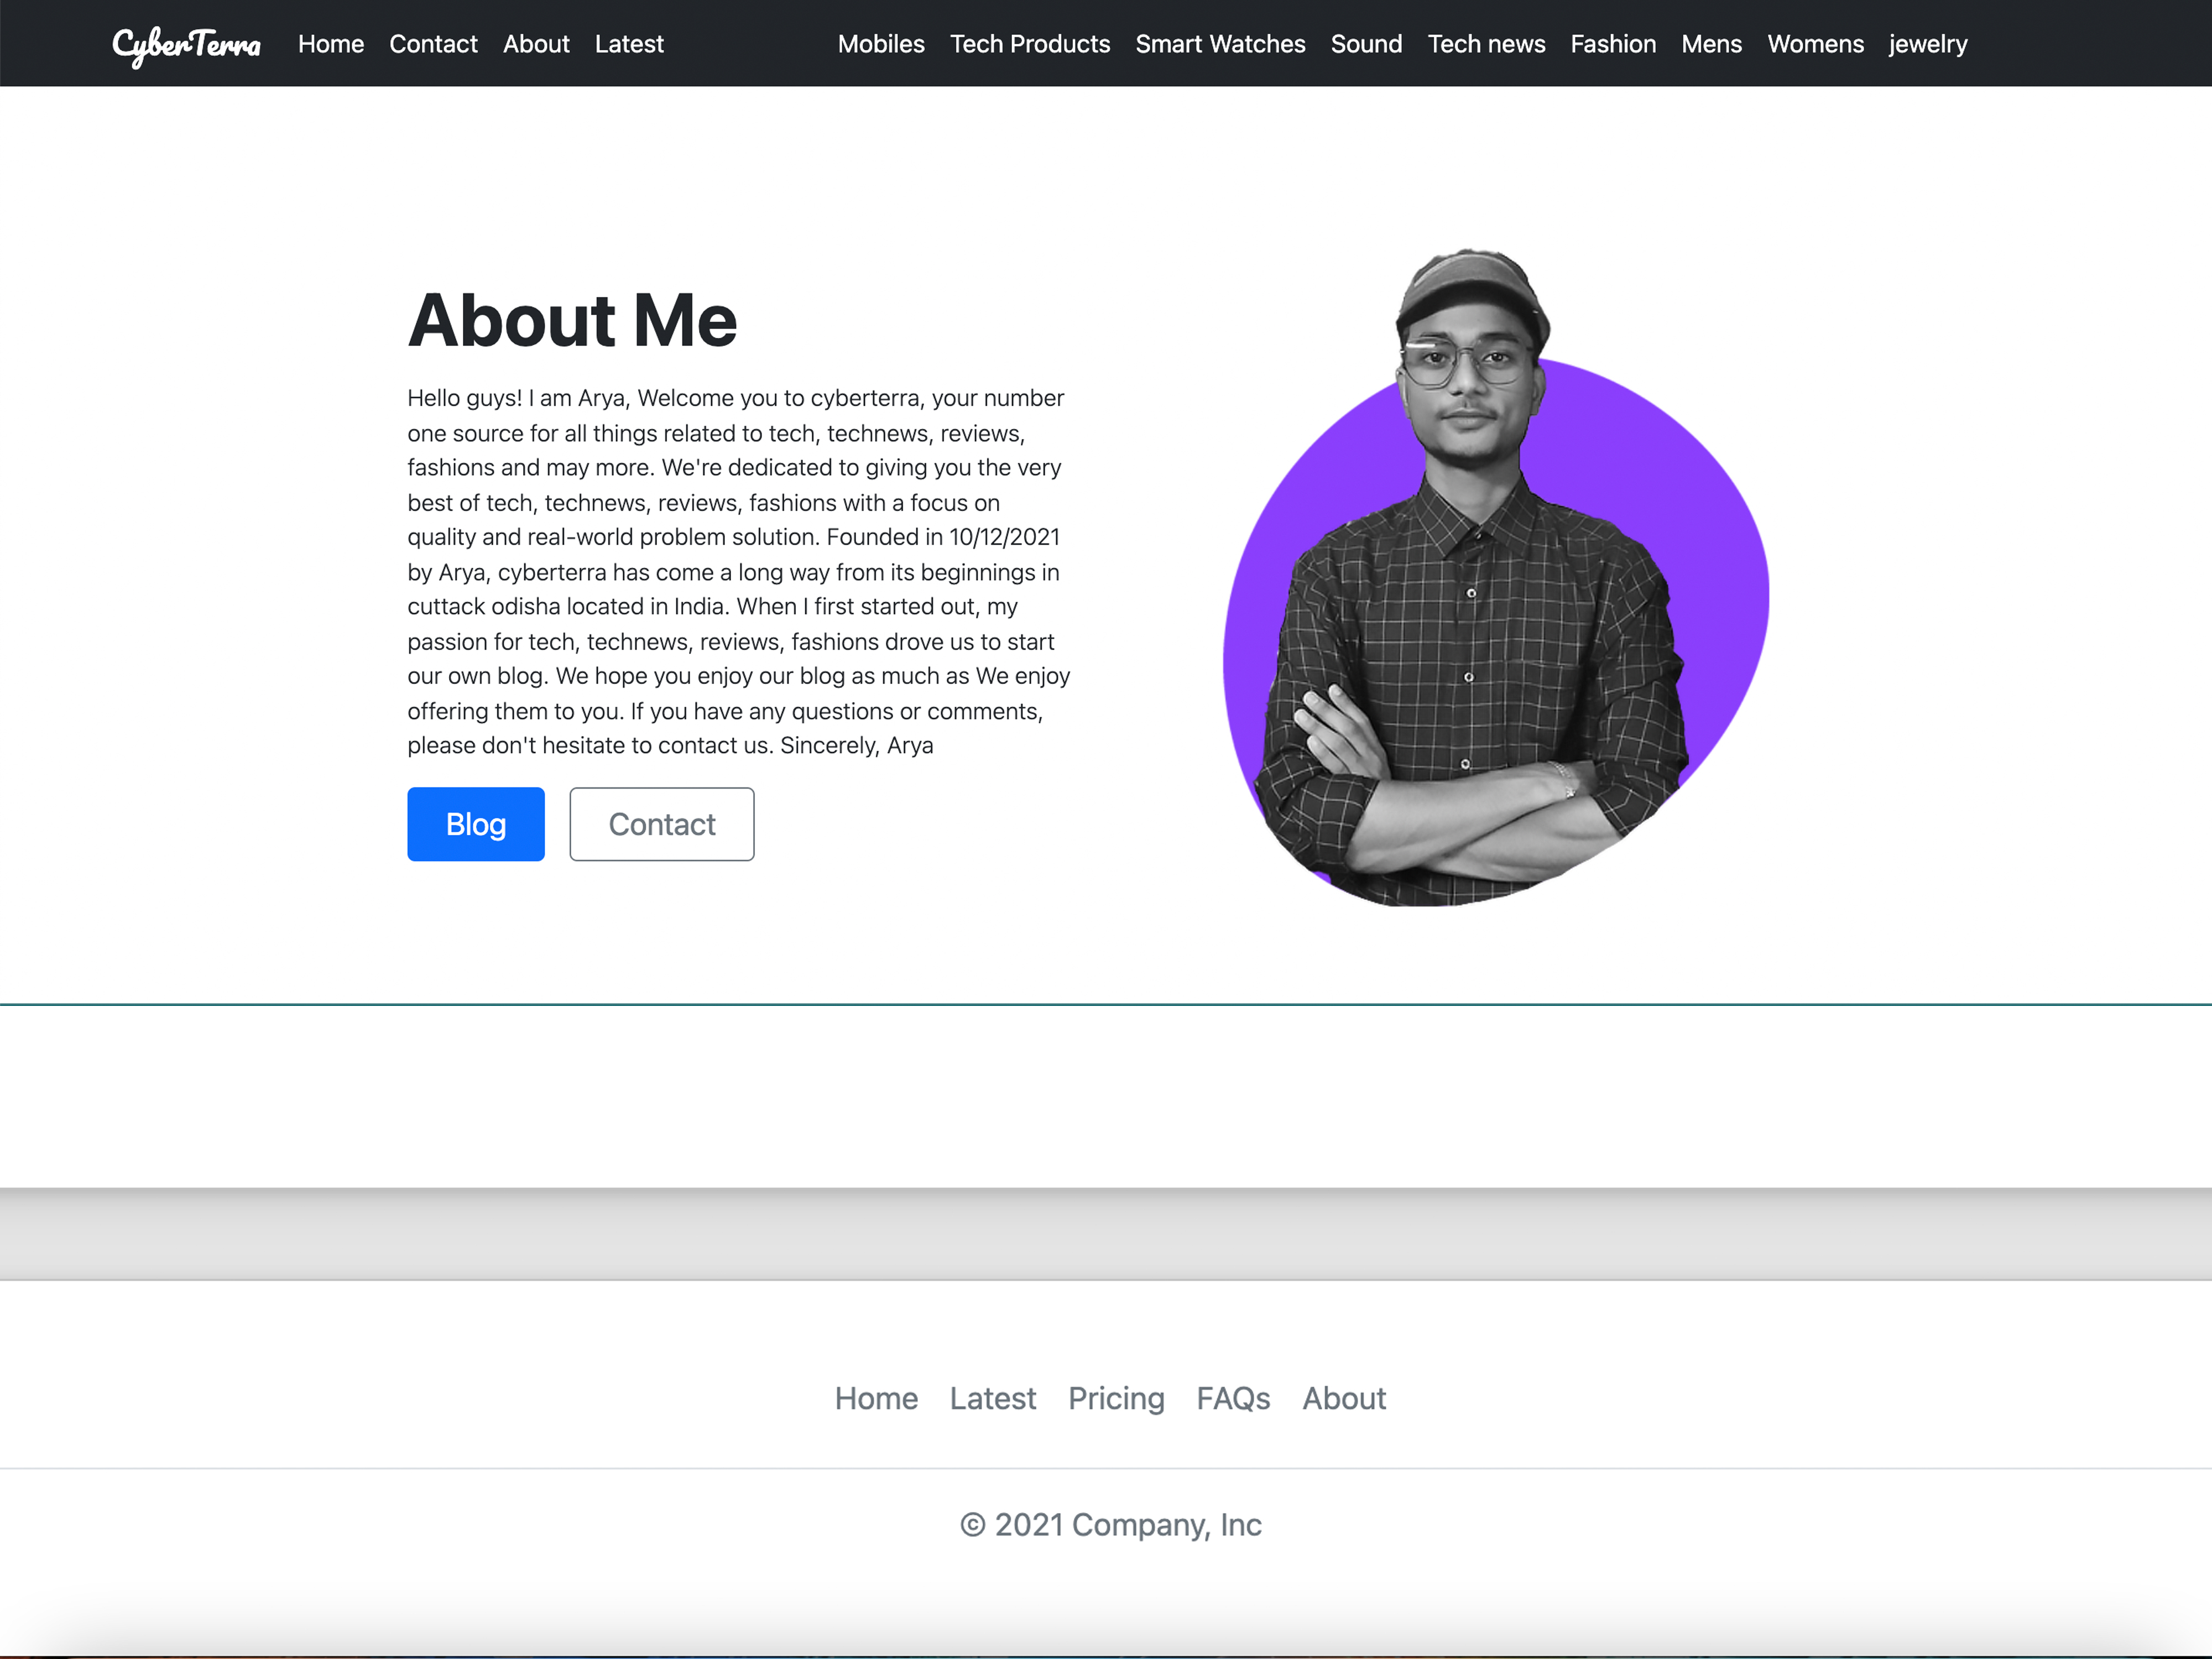 CyberTerra Home Contact About Latest Mobiles Tech Products Smart Watches Sound Tech news Fashion Mens Womens jewelry
About Me
Hello guys! I am Arya, Welcome you to cyberterra, your number
one source for all things related to tech, technews, reviews,
fashions and may more. We're dedicated to giving you the very
best of tech, technews, reviews, fashions with a focus on
quality and real-world problem solution. Founded in 10/12/2021
by Arya, cyberterra has come a long way from its beginnings in
cuttack odisha located in India. When I first started out, my
passion for tech, technews, reviews, fashions drove us to start
our own blog. We hope you enjoy our blog as much as We enjoy
offering them to you. If you have any questions or comments,
please don't hesitate to contact us. Sincerely, Arya
Blog Contact
Home Latest Pricing FAQs About
© 2021 Company, Inc